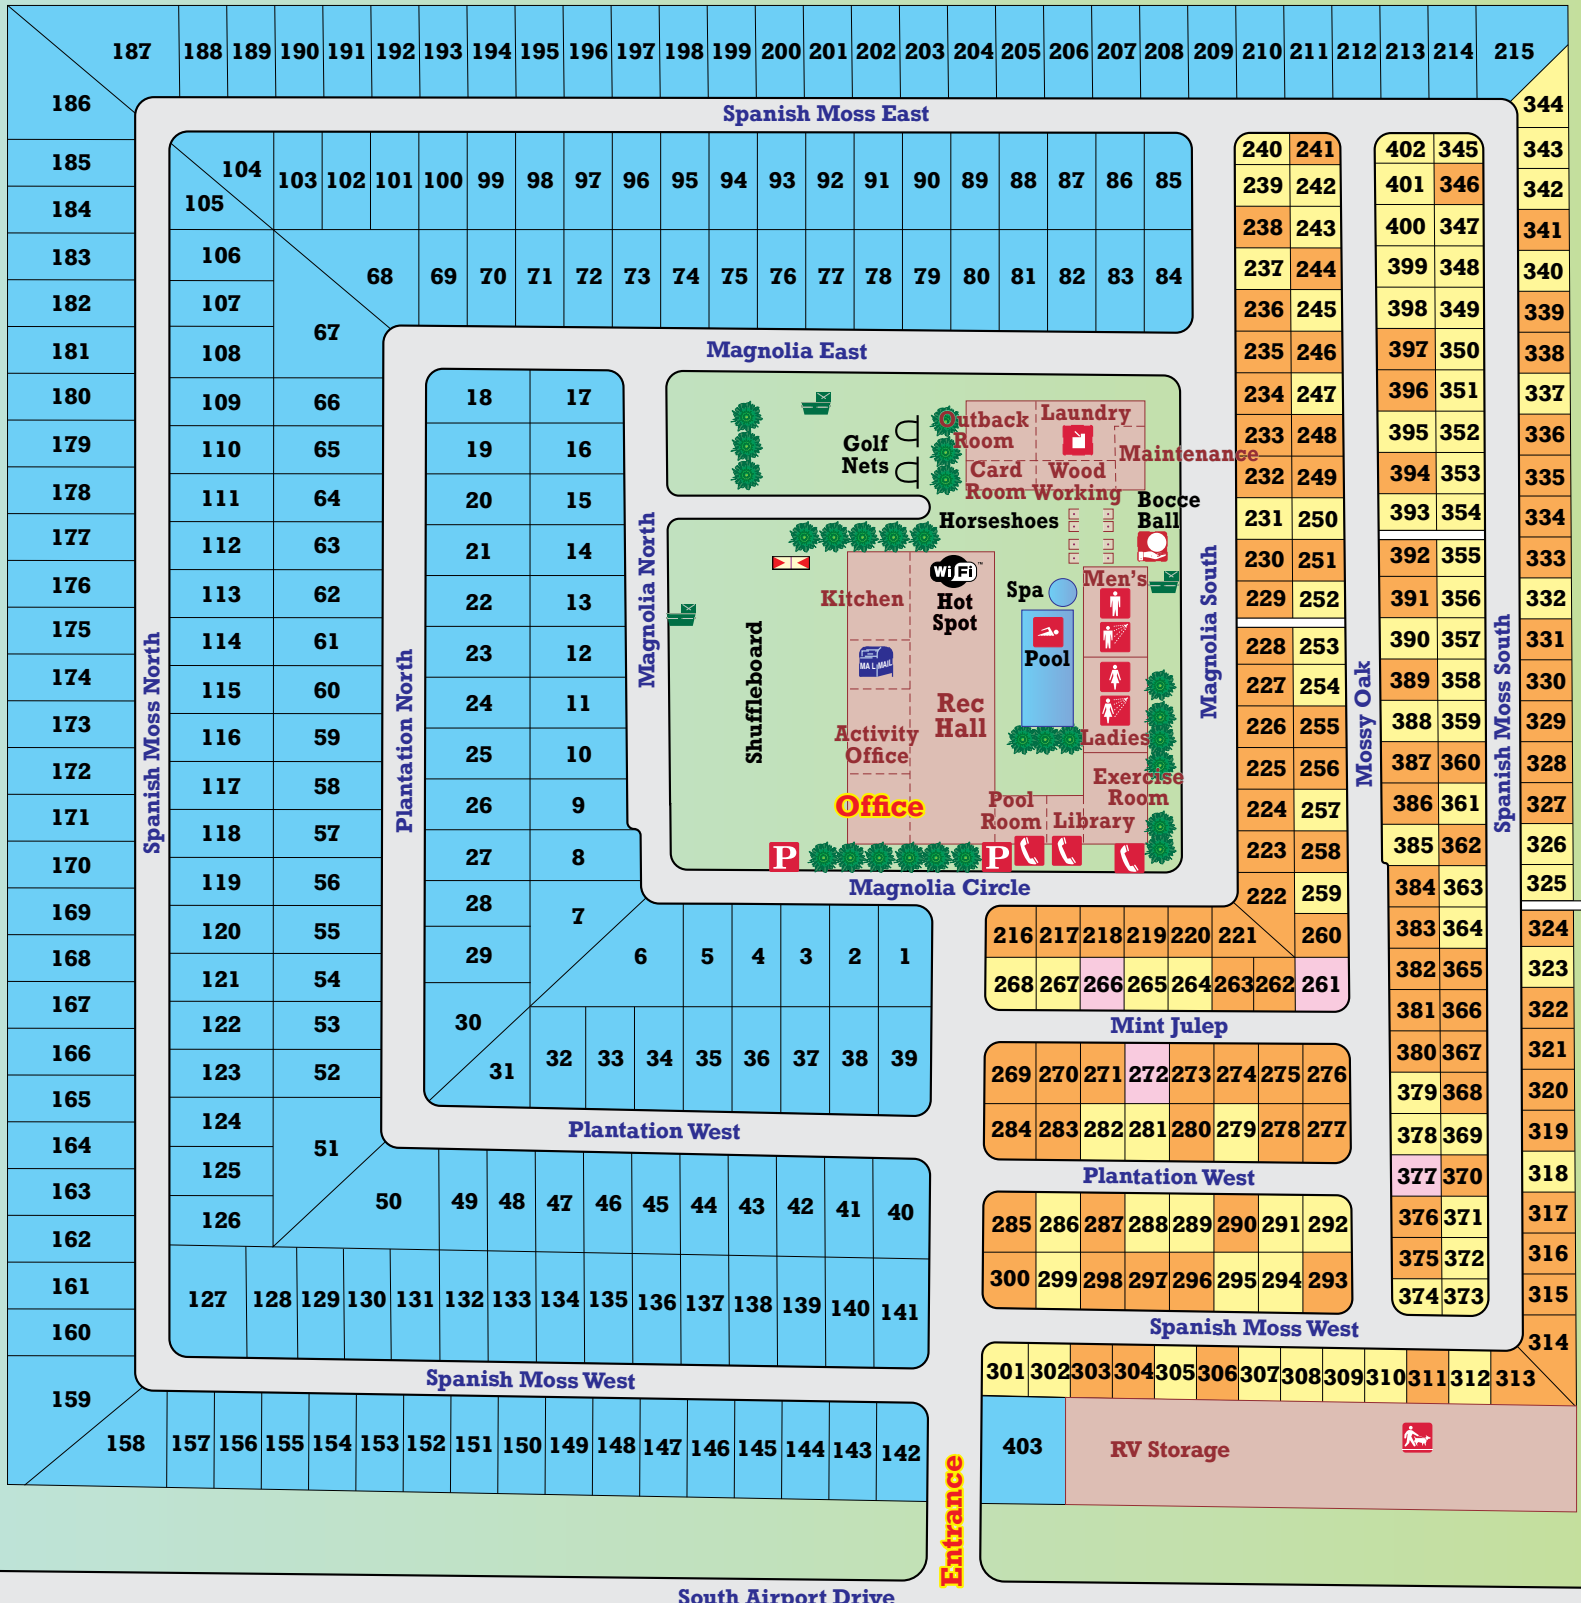 187 188 189 190 191 192 193 194 195 196 197 198 199 200 201 202 203 204 205 206 207 208 209 210 211 212 213 214 215
186
344
Spanish Moss East
185
184
183
182
181
180
179
178
177
176
175
174
173
172
171
170
169
168
167
166
165
164
163
162
161
160
159
Spanish Moss North
104
105
103 102 101 100 99 98 97 96 95 94 93 92 91 90 89 88 87 86 85
68 69 70 71 72 73 74 75 76 77 78 79 80 81 82 83 84
67
106
107
108
109 66
110 65
111 64
112 63
113 62
114 61
115 60
116 59
117 58
118 57
119 56
120 55
121 54
122 53
123 52
124
125
126
51
Plantation North
Magnolia East
18 17
19 16
20 15
21 14
22 13
23 12
24 11
25 10
26 9
27 8
28
29
7
30
31
6 5 4 3 2 1
32 33 34 35 36 37 38 39
Magnolia North
Golf
Nets
Outback
Room
Laundry
Maintenance
Card
Room
Wood
Working
Horseshoes
Bocce
Ball
Kitchen
WiFi
Hot
Spot
Spa
Men's
Pool
MAIL
Shuffleboard
Rec
Hall
Activity
Office
Ladies
Exercise
Room
Office
Pool
Room
Library
P
P
Magnolia Circle
Magnolia South
240 241
239 242
238 243
237 244
236 245
235 246
234 247
233 248
232 249
231 250
230 251
229 252
228 253
227 254
226 255
225 256
224 257
223 258
222 259
260
216 217 218 219 220 221
268 267 266 265 264 263 262 261
Mossy Oak
402 345
401 346
400 347
399 348
398 349
397 350
396 351
395 352
394 353
393 354
392 355
391 356
390 357
389 358
388 359
387 360
386 361
385 362
384 363
383 364
382 365
381 366
380 367
379 368
378 369
377 370
376 371
375 372
374 373
Spanish Moss South
343
342
341
340
339
338
337
336
335
334
333
332
331
330
329
328
327
326
325
324
323
322
321
320
319
318
317
316
315
314
Mint Julep
269 270 271 272 273 274 275 276
284 283 282 281 280 279 278 277
Plantation West
Plantation West
50 49 48 47 46 45 44 43 42 41 40
127 128 129 130 131 132 133 134 135 136 137 138 139 140 141
285 286 287 288 289 290 291 292
300 299 298 297 296 295 294 293
Spanish Moss West
Spanish Moss West
301 302 303 304 305 306 307 308 309 310 311 312 313
158 157 156 155 154 153 152 151 150 149 148 147 146 145 144 143 142
403
RV Storage
Entrance
South Airport Drive